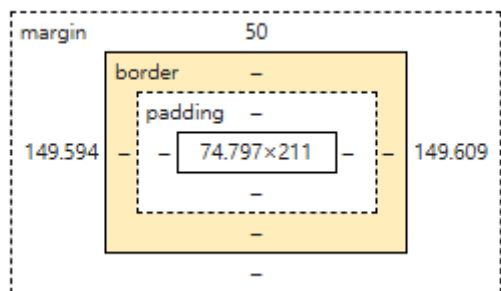 margin 50
border –
padding –
149.594 – – 74.797×211 – – 149.609
–
–
–